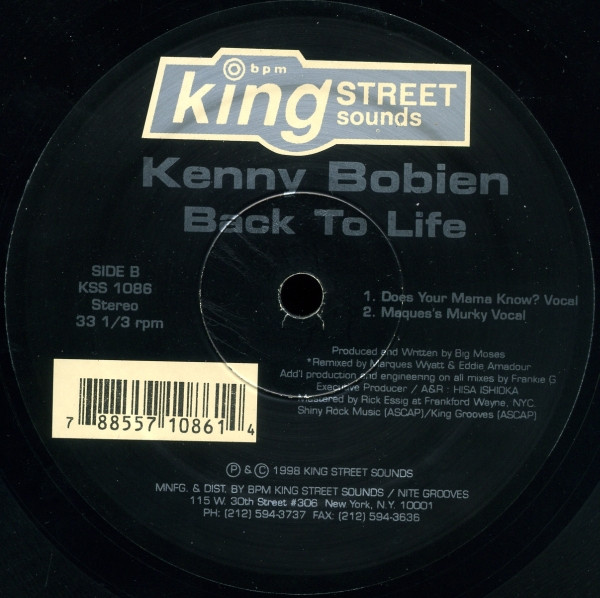 bpm
king STREET
sounds
Kenny Bobien
Back To Life
SIDE B
KSS 1086
Stereo
33 1/3 rpm
1. Does Your Mama Know? Vocal
2. Maques's Murky Vocal
Produced and Written by Big Moses
*Remixed by Marques Wyatt & Eddie Amadour
Add'l production and engineering on all mixes by Frankie G
Executive Producer / A&R : HISA ISHIOKA
Mastered by Rick Essig at Frankford Wayne, NYC.
Shiny Rock Music (ASCAP)/King Grooves (ASCAP)
7 88557 10861 4
℗ & © 1998 KING STREET SOUNDS
MNFG. & DIST. BY BPM KING STREET SOUNDS / NITE GROOVES
115 W. 30th Street #306 New York, N.Y. 10001
PH: (212) 594-3737 FAX: (212) 594-3636